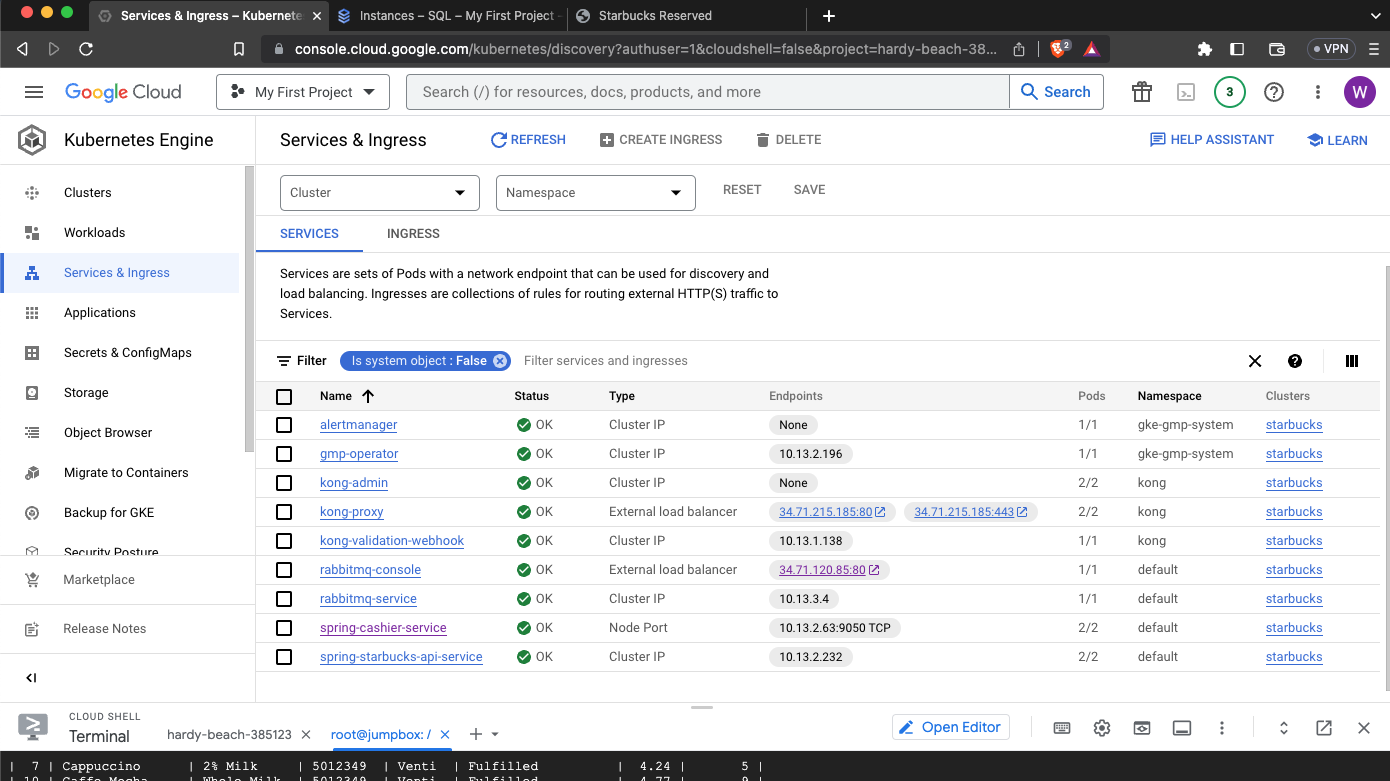 Services & Ingress – Kubernete
Instances – SQL – My First Project –
Starbucks Reserved
console.cloud.google.com/kubernetes/discovery?authuser=1&cloudshell=false&project=hardy-beach-38...
2
VPN
Google Cloud
My First Project
Search (/) for resources, docs, products, and more
Search
3
W
Kubernetes Engine
Services & Ingress
REFRESH
CREATE INGRESS
DELETE
HELP ASSISTANT
LEARN
Clusters
Workloads
Services & Ingress
Applications
Secrets & ConfigMaps
Storage
Object Browser
Migrate to Containers
Backup for GKE
Security Posture
Marketplace
Release Notes
Cluster
Namespace
RESET
SAVE
SERVICES
INGRESS
Services are sets of Pods with a network endpoint that can be used for discovery and
load balancing. Ingresses are collections of rules for routing external HTTP(S) traffic to
Services.
Filter
Is system object : False
Filter services and ingresses
Name Status Type Endpoints Pods Namespace Clusters
alertmanager OK Cluster IP None 1/1 gke-gmp-system starbucks
gmp-operator OK Cluster IP 10.13.2.196 1/1 gke-gmp-system starbucks
kong-admin OK Cluster IP None 2/2 kong starbucks
kong-proxy OK External load balancer 34.71.215.185:80 34.71.215.185:443 2/2 kong starbucks
kong-validation-webhook OK Cluster IP 10.13.1.138 1/1 kong starbucks
rabbitmq-console OK External load balancer 34.71.120.85:80 1/1 default starbucks
rabbitmq-service OK Cluster IP 10.13.3.4 1/1 default starbucks
spring-cashier-service OK Node Port 10.13.2.63:9050 TCP 2/2 default starbucks
spring-starbucks-api-service OK Cluster IP 10.13.2.232 2/2 default starbucks
CLOUD SHELL
Terminal
hardy-beach-385123
root@jumpbox: /
Open Editor
| 7 | Cappuccino | 2% Milk | 5012349 | Venti | Fulfilled | 4.24 | 5 |
| 10 | Caffe Mocha | Whole Milk | 5012349 | Venti | Fulfilled | 4.77 | 9 |